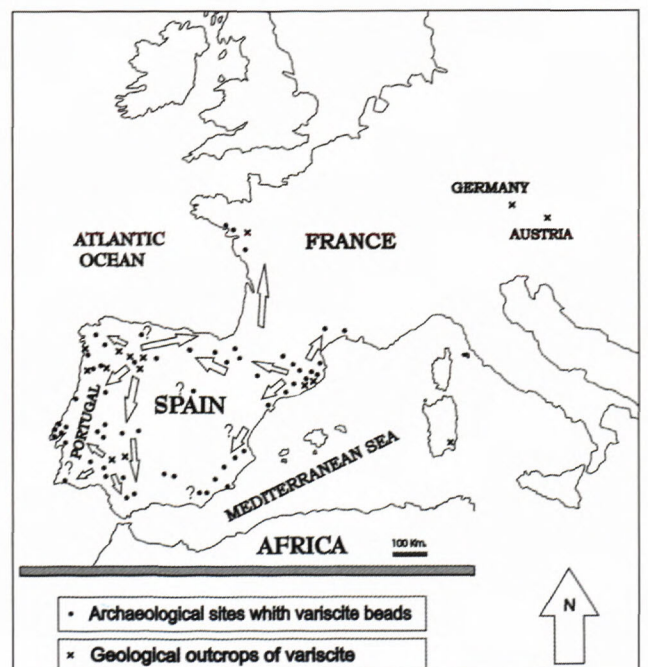 GERMANY
AUSTRIA
ATLANTIC
OCEAN
FRANCE
?
?
SPAIN
PORTUGAL
?
?
?
MEDITERRANEAN SEA
AFRICA
100 Km.
N
• Archaeological sites whith variscite beads
× Geological outcrops of variscite